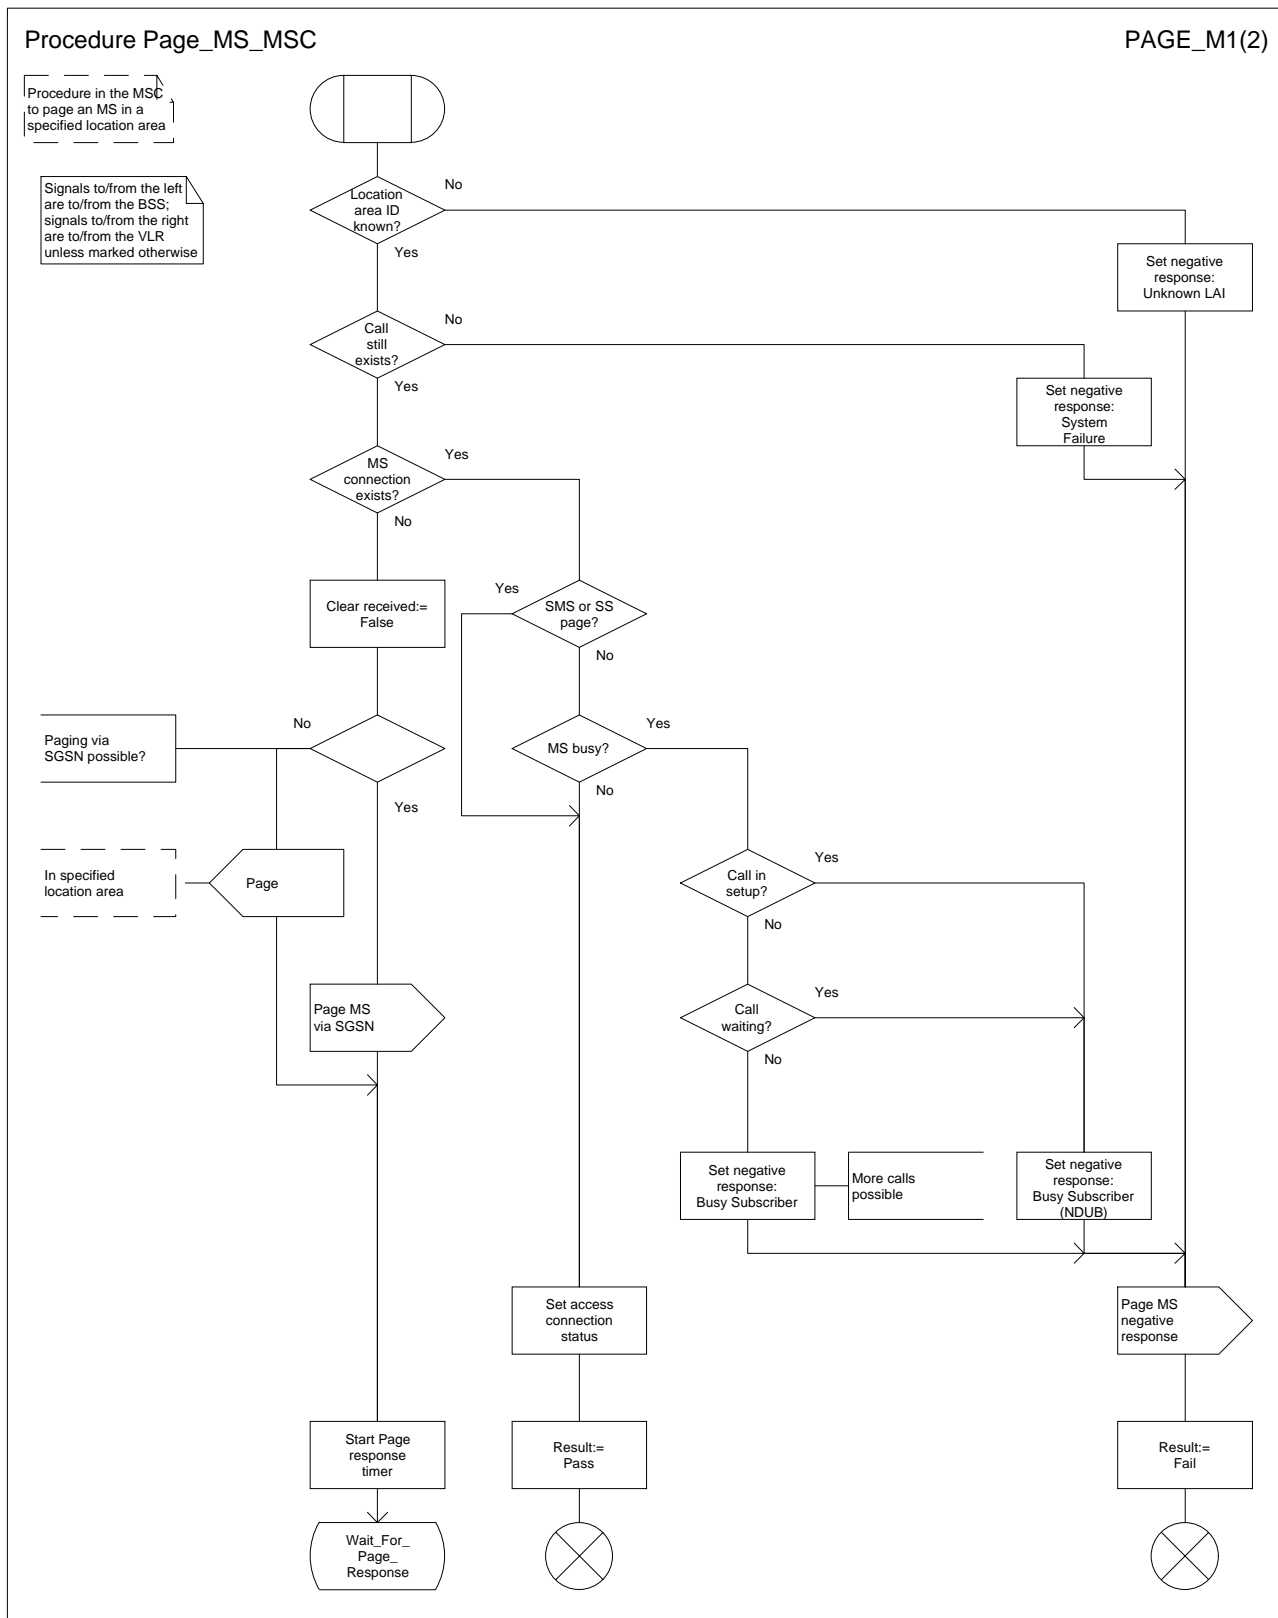 Procedure Page_MS_MSC
PAGE_M1(2)
Procedure in the MSC
to page an MS in a
specified location area
Signals to/from the left
are to/from the BSS;
signals to/from the right
are to/from the VLR
unless marked otherwise
Location
area ID
known?
No
Yes
Set negative
response:
Unknown LAI
Call
still
exists?
No
Yes
Set negative
response:
System
Failure
MS
connection
exists?
Yes
No
Clear received:=
False
Yes
SMS or SS
page?
No
Paging via
SGSN possible?
No
Yes
MS busy?
Yes
No
In specified
location area
Page
Call in
setup?
Yes
No
Page MS
via SGSN
Call
waiting?
Yes
No
Set negative
response:
Busy Subscriber
More calls
possible
Set negative
response:
Busy Subscriber
(NDUB)
Set access
connection
status
Page MS
negative
response
Start Page
response
timer
Result:=
Pass
Result:=
Fail
Wait_For_
Page_
Response